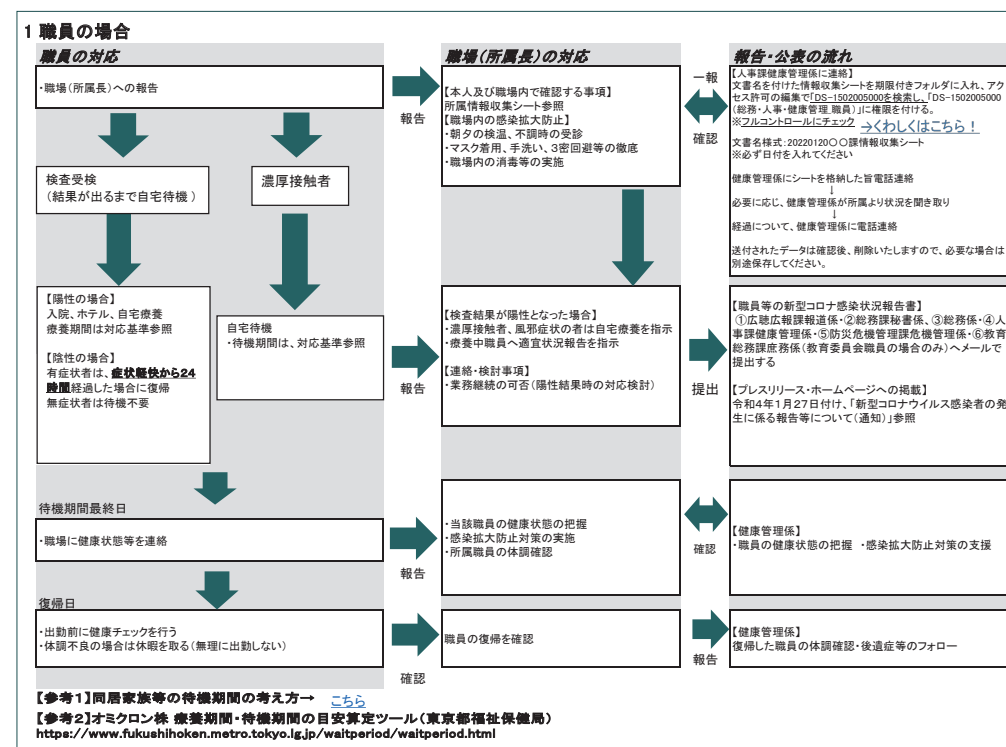 1 職員の場合
職員の対応
・職場(所属長)への報告
検査受検
(結果が出るまで自宅待機 )
濃厚接触者
【陽性の場合】
入院、ホテル、自宅療養
療養期間は対応基準参照
【陰性の場合】
有症状者は、症状軽快から24
時間経過した場合に復帰
無症状者は待機不要
自宅待機
・待機期間は、対応基準参照
待機期間最終日
・職場に健康状態等を連絡
復帰日
・出勤前に健康チェックを行う
・体調不良の場合は休暇を取る(無理に出勤しない)
報告
報告
報告
確認
職場(所属長)の対応
【本人及び職場内で確認する事項】
所属情報収集シート参照
【職場内の感染拡大防止】
・朝夕の検温、不調時の受診
・マスク着用、手洗い、3密回避等の徹底
・職場内の消毒等の実施
【検査結果が陽性となった場合】
・濃厚接触者、風邪症状の者は自宅療養を指示
・療養中職員へ適宜状況報告を指示
【連絡・検討事項】
・業務継続の可否(陽性結果時の対応検討)
・当該職員の健康状態の把握
・感染拡大防止対策の実施
・所属職員の体調確認
職員の復帰を確認
一報
確認
提出
確認
報告
報告・公表の流れ
【人事課健康管理係に連絡】
文書名を付けた情報収集シートを期限付きフォルダに入れ、アク
セス許可の編集で「DS-1502005000を検索し、「DS-1502005000
(総務・人事・健康管理_職員)」に権限を付ける。
※フルコントロールにチェック →くわしくはこちら!
文書名様式:20220120○○課情報収集シート
※必ず日付を入れてください
健康管理係にシートを格納した旨電話連絡
↓
必要に応じ、健康管理係が所属より状況を聞き取り
↓
経過について、健康管理係に電話連絡
送付されたデータは確認後、削除いたしますので、必要な場合は
別途保存してください。
【職員等の新型コロナ感染状況報告書】
①広聴広報課報道係・②総務課秘書係、③総務係・④人
事課健康管理係・⑤防災危機管理課危機管理係・⑥教育
総務課庶務係(教育委員会職員の場合のみ)へメールで
提出する
【プレスリリース・ホームページへの掲載】
令和4年1月27日付け、「新型コロナウイルス感染者の発
生に係る報告等について(通知)」参照
【健康管理係】
・職員の健康状態の把握 ・感染拡大防止対策の支援
【健康管理係】
復帰した職員の体調確認・後遺症等のフォロー
【参考1】同居家族等の待機期間の考え方→ こちら
【参考2】オミクロン株 療養期間・待機期間の目安算定ツール(東京都福祉保健局)
https://www.fukushihoken.metro.tokyo.lg.jp/waitperiod/waitperiod.html